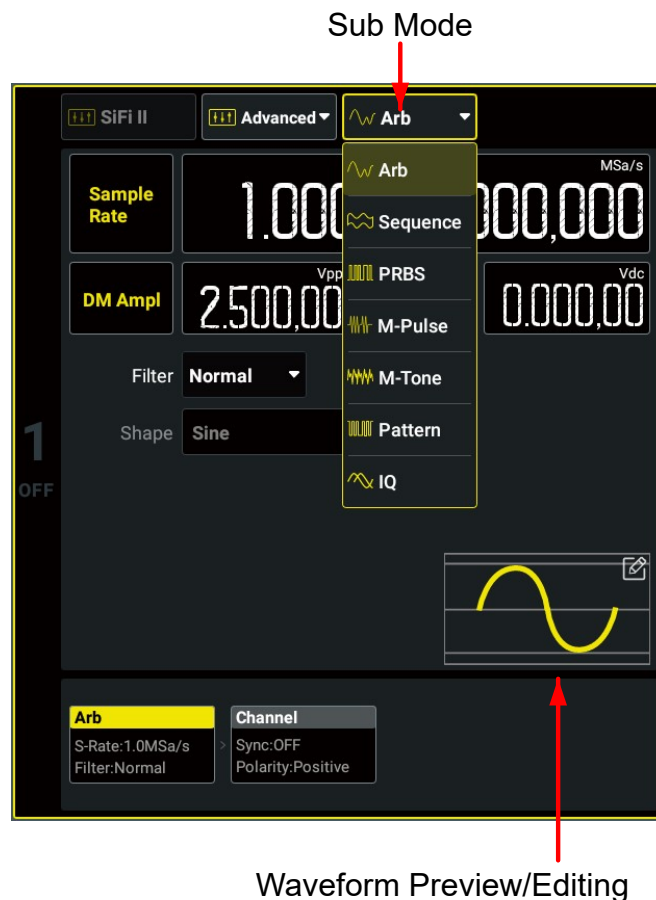 Sub Mode
SiFi II Advanced Arb
Arb
Sequence
PRBS
M-Pulse
M-Tone
Pattern
IQ
Sample
Rate
1.00 000,000 MSa/s
DM Ampl
2.500,00 Vpp
0.000,00 Vdc
Filter Normal
Shape Sine
1
OFF
Arb
S-Rate:1.0MSa/s
Filter:Normal
>
Channel
Sync:OFF
Polarity:Positive
Waveform Preview/Editing